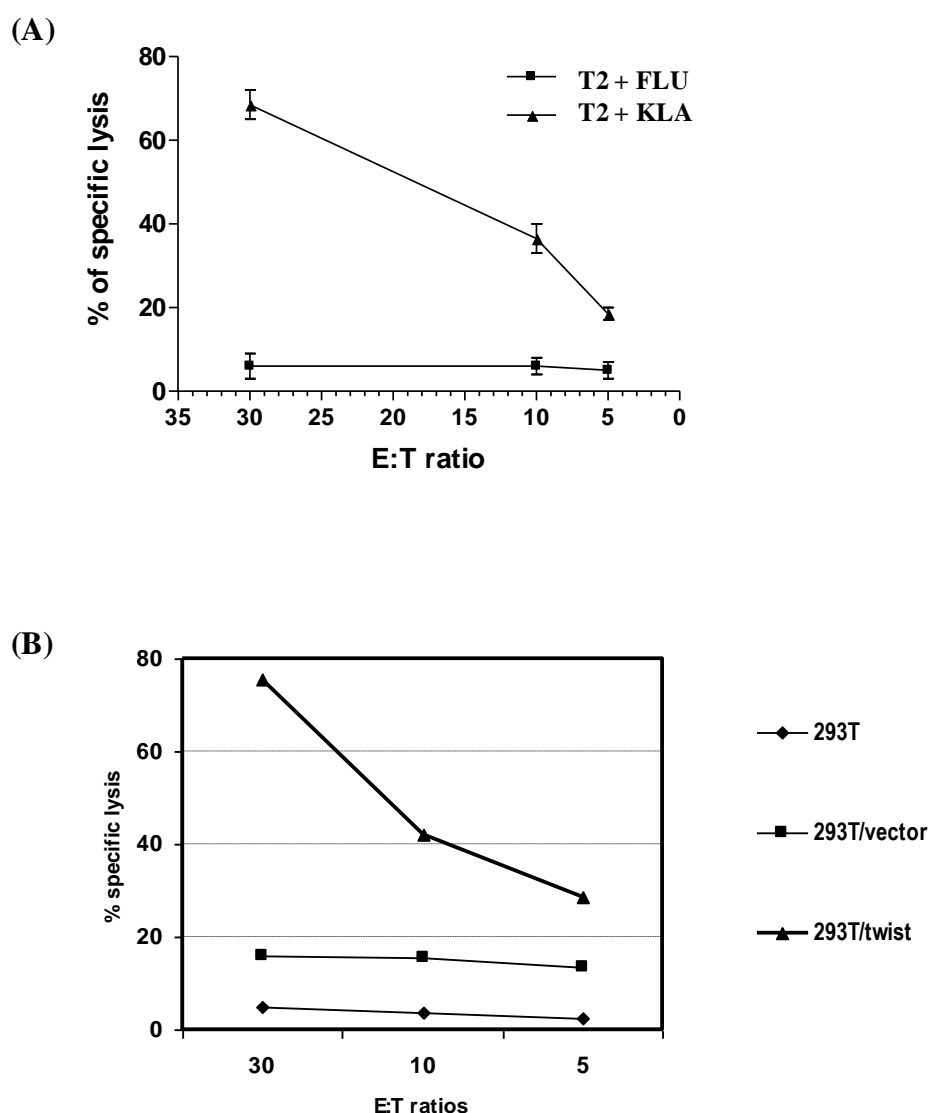 (A)
80
60
40
20
0
% of specific lysis
T2 + FLU
T2 + KLA
35 30 25 20 15 10 5 0
E:T ratio
(B)
80
60
40
20
0
% specific lysis
30 10 5
E:T ratios
293T
293T/vector
293T/twist